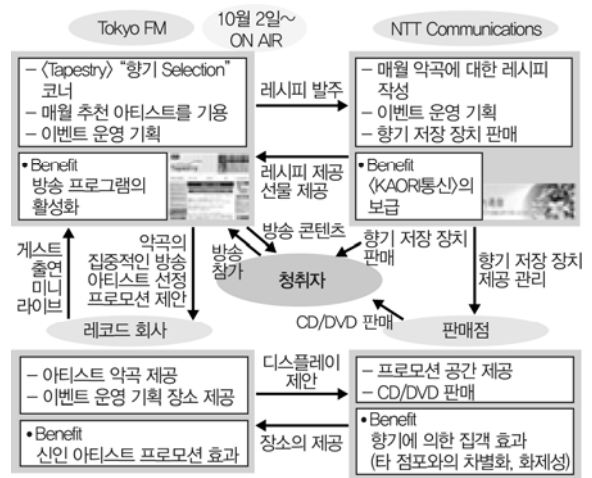 Tokyo FM
10월 2일~
ON AIR
NTT Communications
– 〈Tapestry〉 “향기 Selection”
코너
– 매월 추천 아티스트를 기용
– 이벤트 운영 기획
• Benefit
방송 프로그램의
활성화
Tapestry
레시피 발주
레시피 제공
선물 제공
– 매월 악곡에 대한 레시피
작성
– 이벤트 운영 기획
– 향기 저장 장치 판매
• Benefit
〈KAORI통신〉의
보급
게스트
출연
미니
라이브
악곡의
집중적인 방송
아티스트 선정
프로모션 제안
방송
참가
방송 콘텐츠
향기 저장 장치
판매
향기 저장 장치
제공 관리
청취자
CD/DVD 판매
레코드 회사
판매점
– 아티스트 악곡 제공
– 이벤트 운영 기획 장소 제공
• Benefit
신인 아티스트 프로모션 효과
디스플레이
제안
장소의 제공
– 프로모션 공간 제공
– CD/DVD 판매
• Benefit
향기에 의한 집객 효과
(타 점포와의 차별화, 화제성)